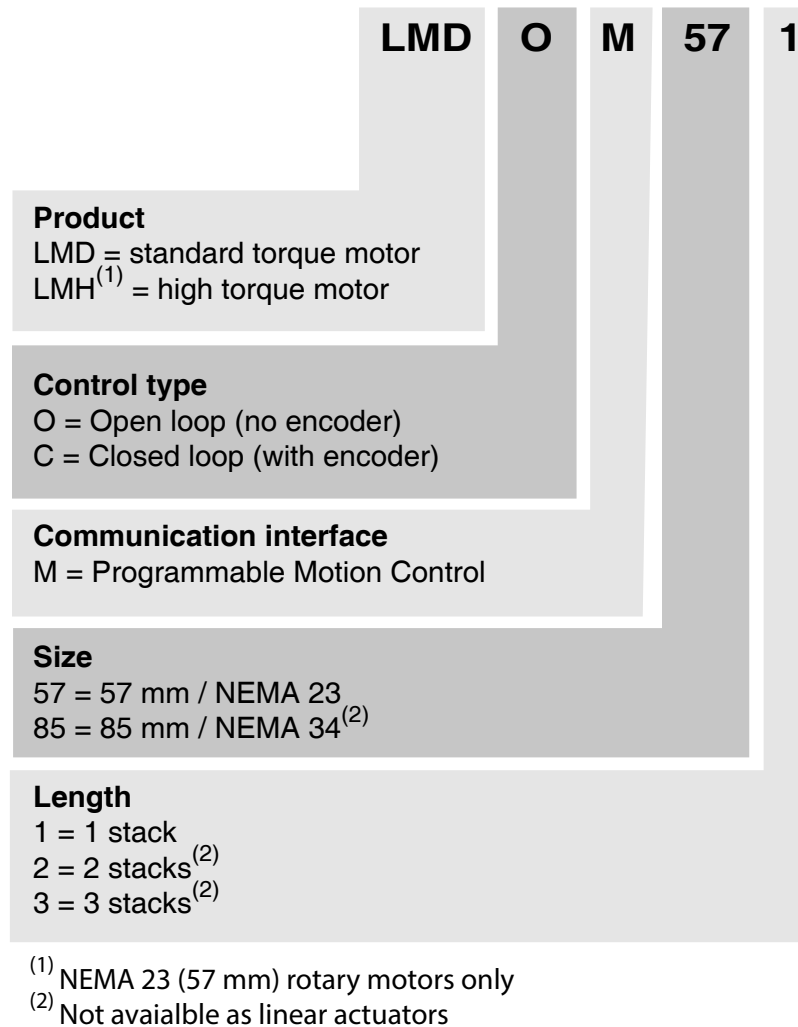 LMD O M 57 1
Product
LMD = standard torque motor
LMH(1) = high torque motor
Control type
O = Open loop (no encoder)
C = Closed loop (with encoder)
Communication interface
M = Programmable Motion Control
Size
57 = 57 mm / NEMA 23
85 = 85 mm / NEMA 34(2)
Length
1 = 1 stack
2 = 2 stacks(2)
3 = 3 stacks(2)
(1) NEMA 23 (57 mm) rotary motors only
(2) Not avaialble as linear actuators